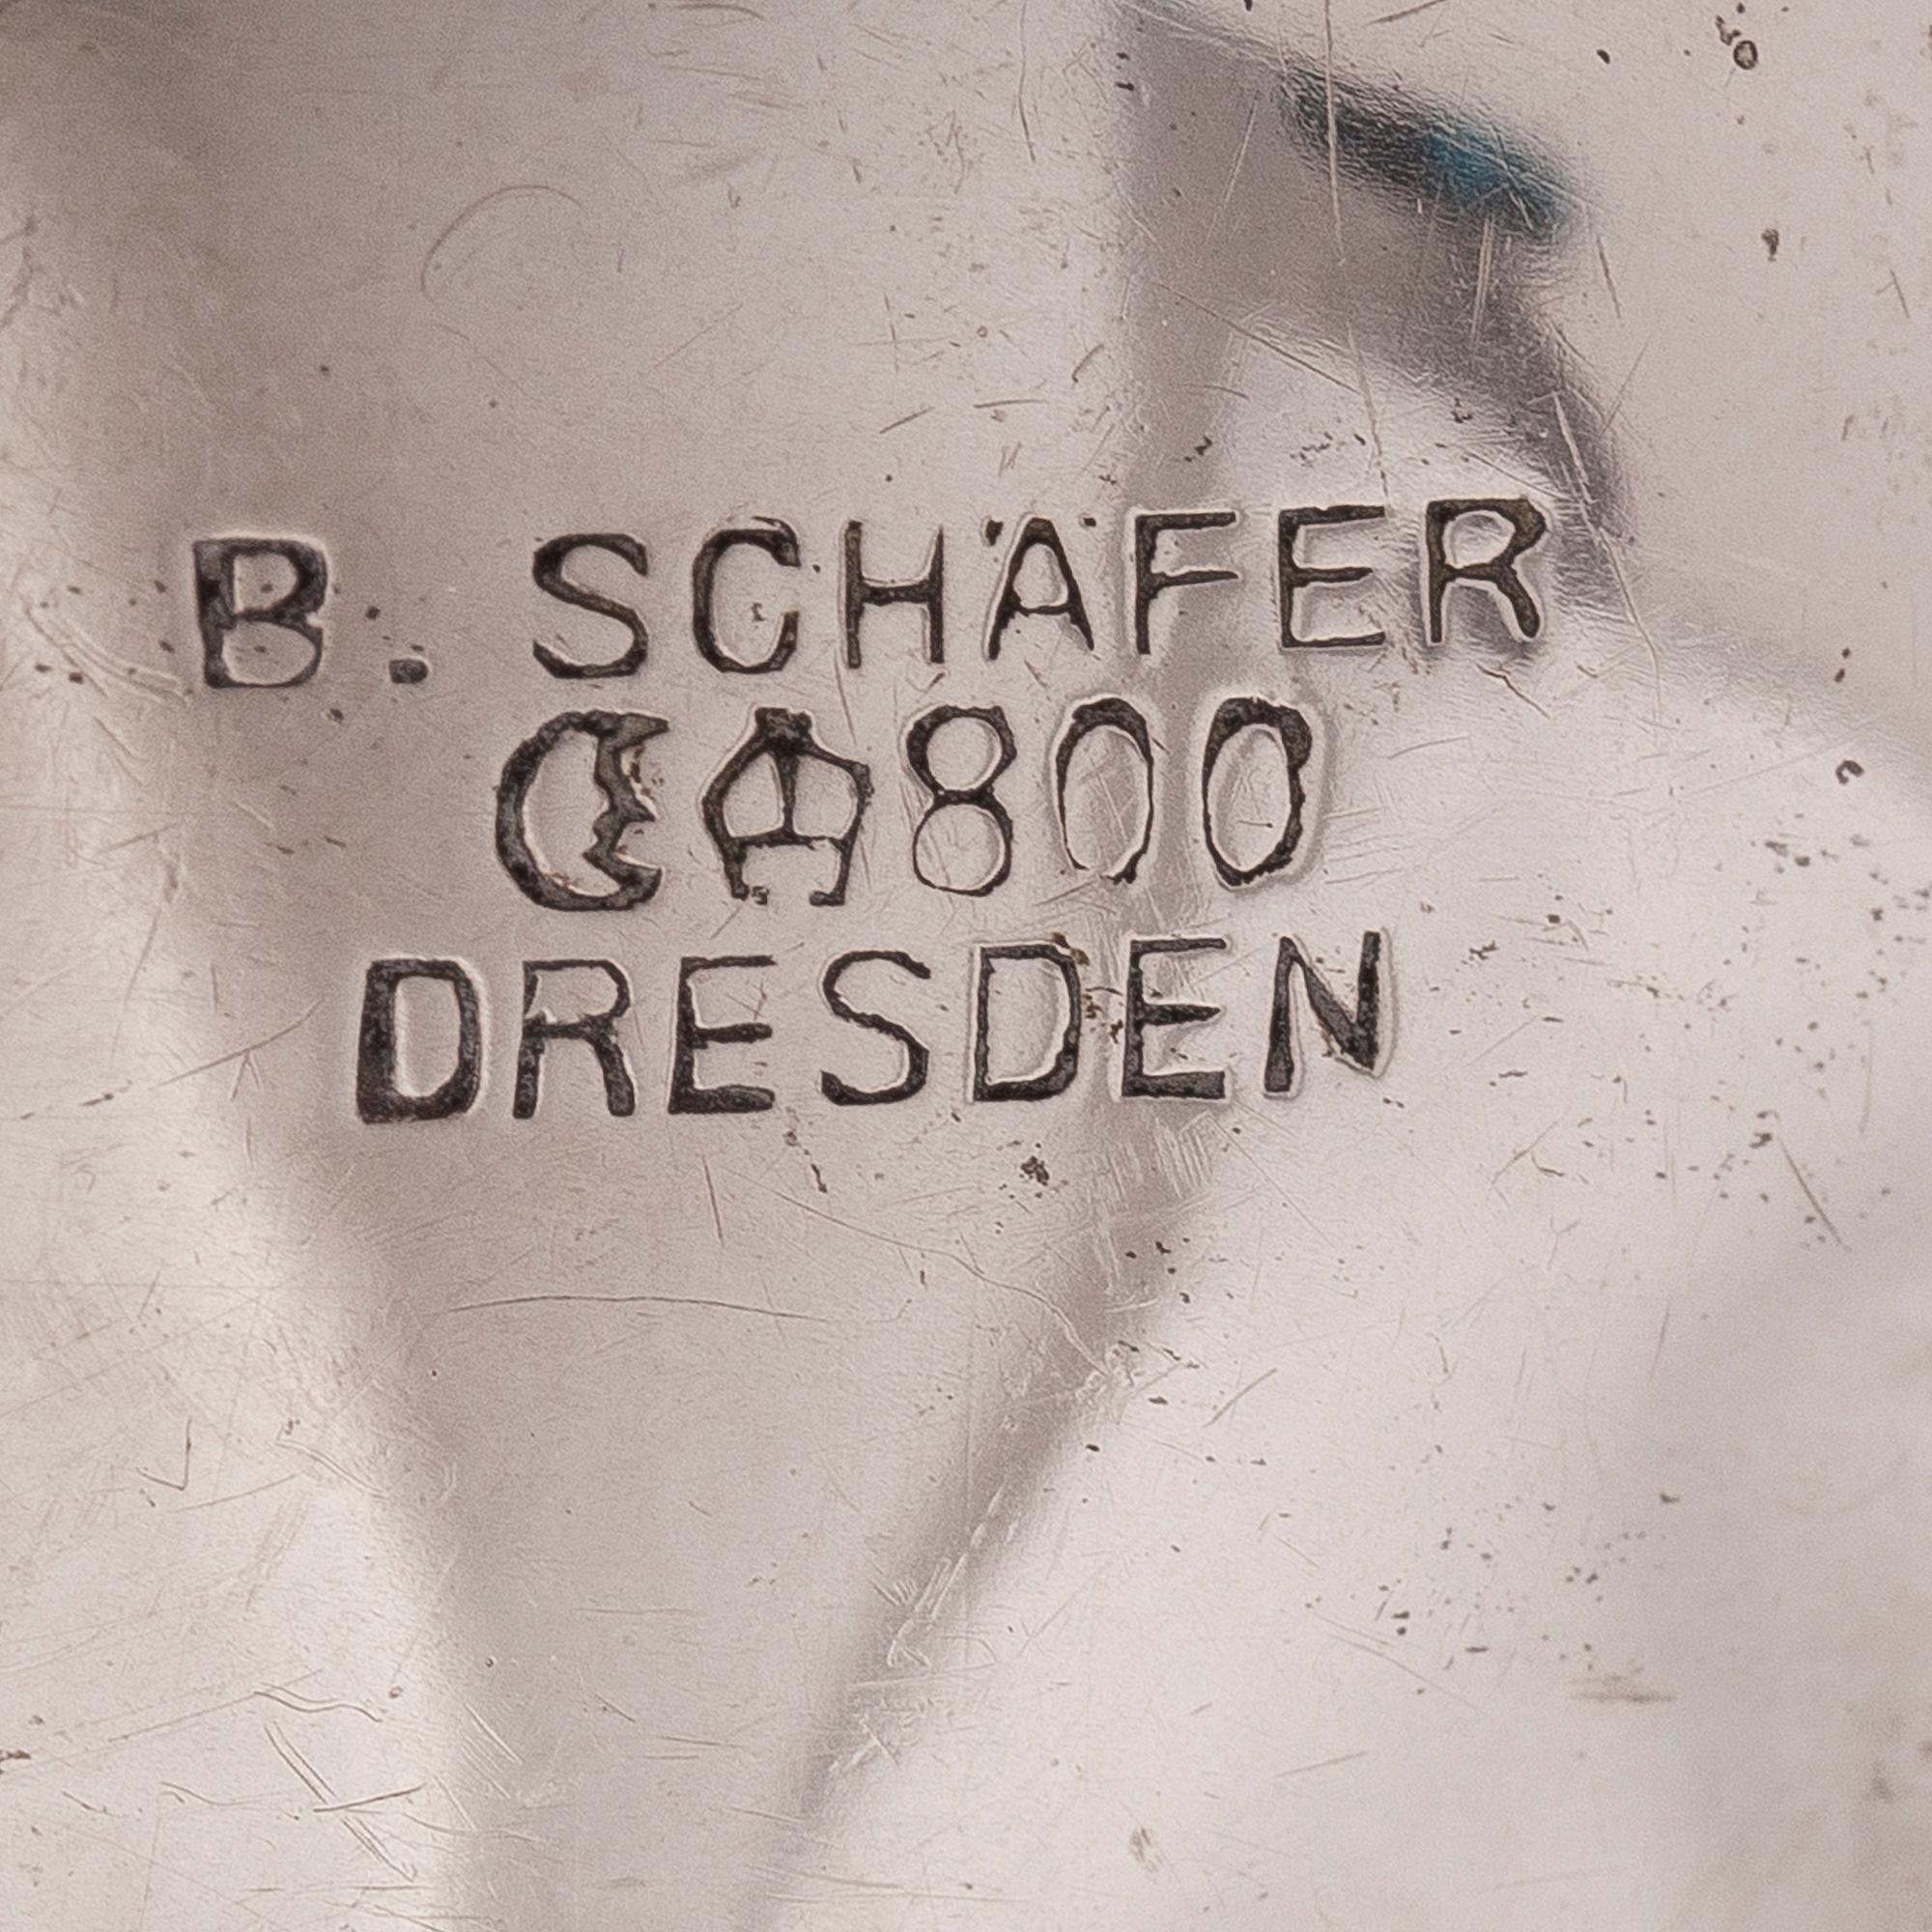 B. SCHÄFER
800
DRESDEN